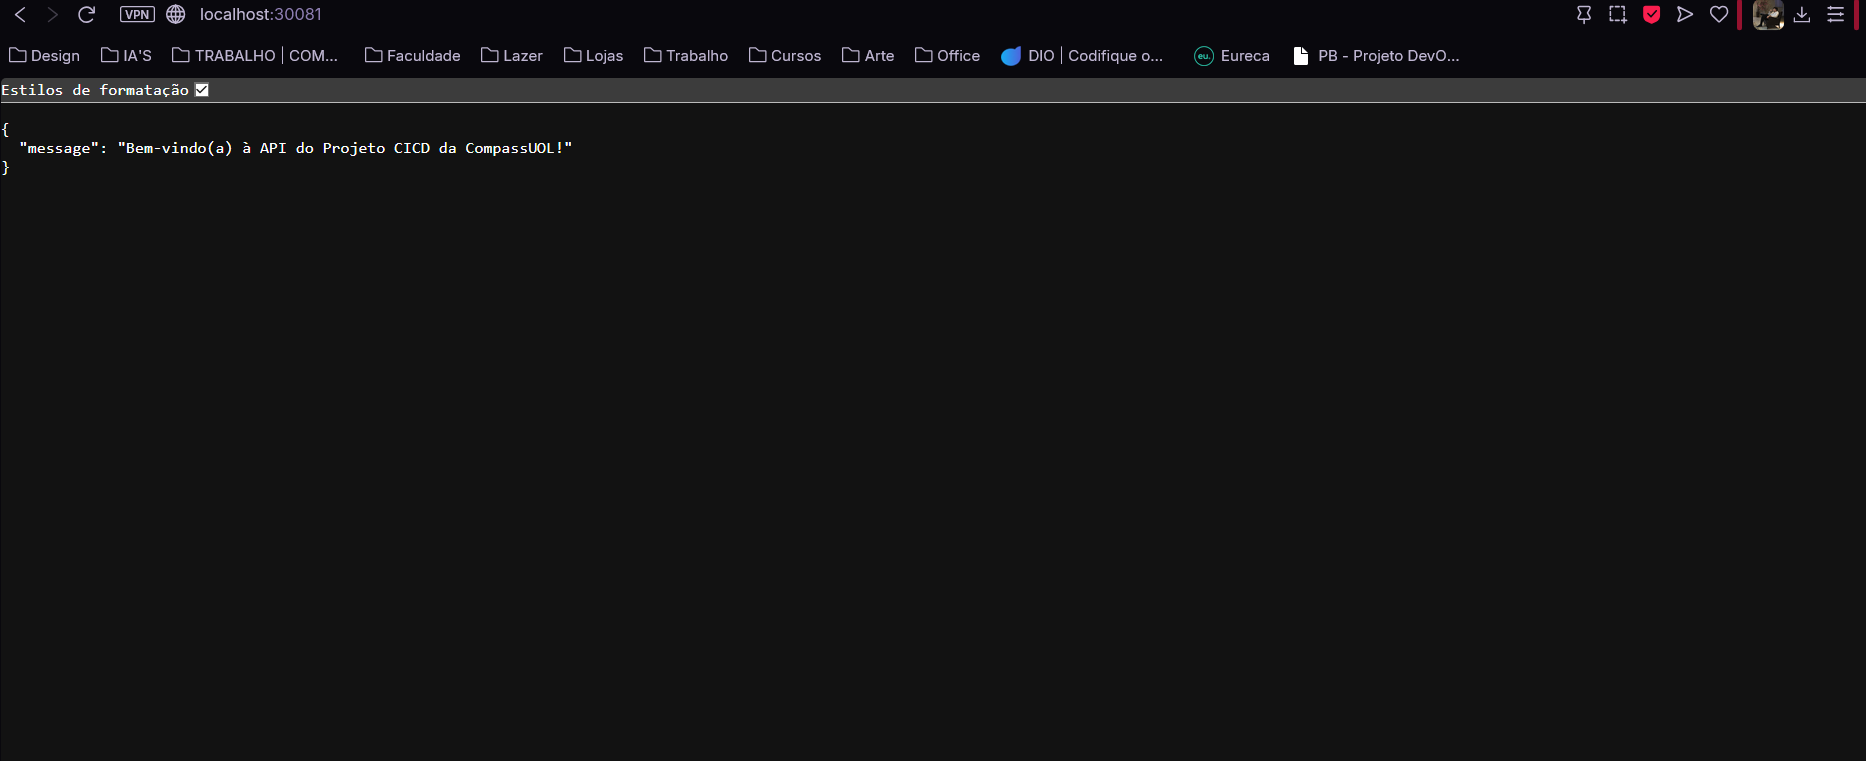 VPN localhost:30081
Design IA'S TRABALHO | COM... Faculdade Lazer Lojas Trabalho Cursos Arte Office DIO | Codifique o... eu. Eureca PB - Projeto DevO...
Estilos de formatação
{
"message": "Bem-vindo(a) à API do Projeto CICD da CompassUOL!"
}